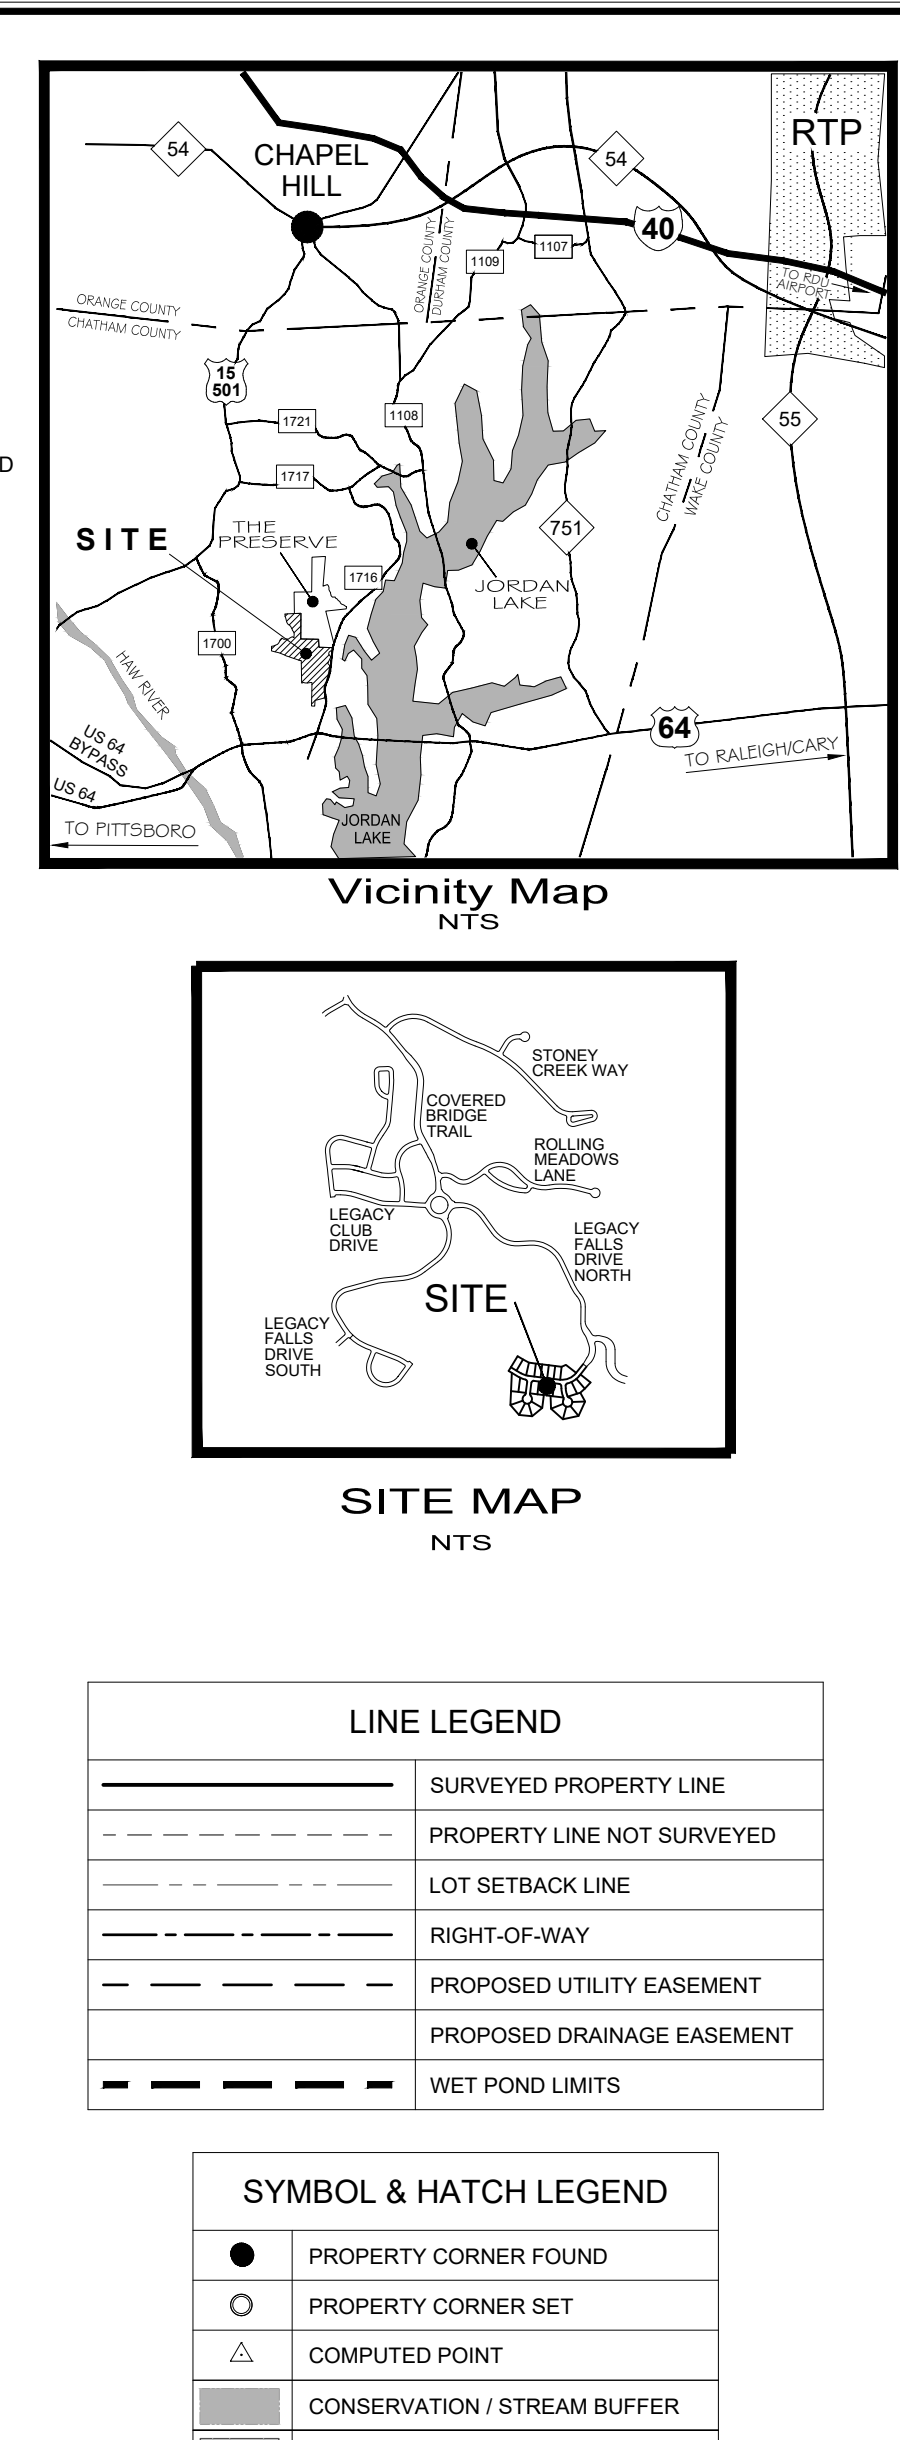 54
CHAPEL
HILL
54
RTP
40
1107
1109
ORANGE COUNTY
DURHAM COUNTY
TO RDU
AIRPORT
ORANGE COUNTY
CHATHAM COUNTY
15
501
1721
1108
55
CHATHAM COUNTY
WAKE COUNTY
D
1717
SITE
THE
PRESERVE
751
1716
JORDAN
LAKE
1700
HAW RIVER
US 64
BYPASS
US 64
64
TO RALEIGH/CARY
TO PITTSBORO
JORDAN
LAKE
Vicinity Map
NTS
STONEY
CREEK WAY
COVERED
BRIDGE
TRAIL
ROLLING
MEADOWS
LANE
LEGACY
CLUB
DRIVE
LEGACY
FALLS
DRIVE
NORTH
SITE
LEGACY
FALLS
DRIVE
SOUTH
SITE MAP
NTS
LINE LEGEND
SURVEYED PROPERTY LINE
PROPERTY LINE NOT SURVEYED
LOT SETBACK LINE
RIGHT-OF-WAY
PROPOSED UTILITY EASEMENT
PROPOSED DRAINAGE EASEMENT
WET POND LIMITS
SYMBOL & HATCH LEGEND
PROPERTY CORNER FOUND
PROPERTY CORNER SET
COMPUTED POINT
CONSERVATION / STREAM BUFFER